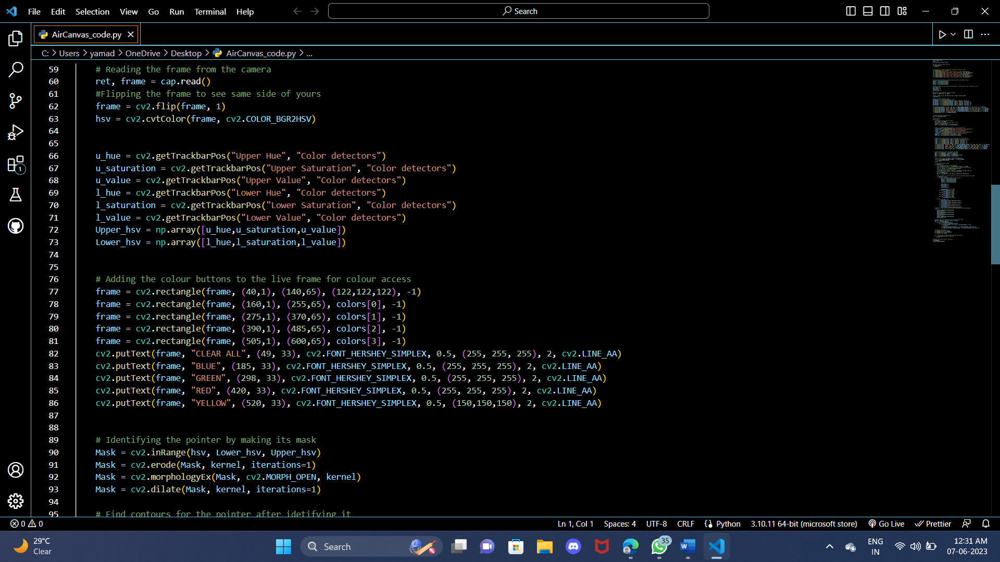 File Edit Selection View Go Run Terminal Help
Search
AirCanvas_code.py
C: > Users > yamad > OneDrive > Desktop > AirCanvas_code.py > ...
59 # Reading the frame from the camera
60 ret, frame = cap.read()
61 #Flipping the frame to see same side of yours
62 frame = cv2.flip(frame, 1)
63 hsv = cv2.cvtColor(frame, cv2.COLOR_BGR2HSV)
64
65
66 u_hue = cv2.getTrackbarPos("Upper Hue", "Color detectors")
67 u_saturation = cv2.getTrackbarPos("Upper Saturation", "Color detectors")
68 u_value = cv2.getTrackbarPos("Upper Value", "Color detectors")
69 l_hue = cv2.getTrackbarPos("Lower Hue", "Color detectors")
70 l_saturation = cv2.getTrackbarPos("Lower Saturation", "Color detectors")
71 l_value = cv2.getTrackbarPos("Lower Value", "Color detectors")
72 Upper_hsv = np.array([u_hue,u_saturation,u_value])
73 Lower_hsv = np.array([l_hue,l_saturation,l_value])
74
75
76 # Adding the colour buttons to the live frame for colour access
77 frame = cv2.rectangle(frame, (40,1), (140,65), (122,122,122), -1)
78 frame = cv2.rectangle(frame, (160,1), (255,65), colors[0], -1)
79 frame = cv2.rectangle(frame, (275,1), (370,65), colors[1], -1)
80 frame = cv2.rectangle(frame, (390,1), (485,65), colors[2], -1)
81 frame = cv2.rectangle(frame, (505,1), (600,65), colors[3], -1)
82 cv2.putText(frame, "CLEAR ALL", (49, 33), cv2.FONT_HERSHEY_SIMPLEX, 0.5, (255, 255, 255), 2, cv2.LINE_AA)
83 cv2.putText(frame, "BLUE", (185, 33), cv2.FONT_HERSHEY_SIMPLEX, 0.5, (255, 255, 255), 2, cv2.LINE_AA)
84 cv2.putText(frame, "GREEN", (298, 33), cv2.FONT_HERSHEY_SIMPLEX, 0.5, (255, 255, 255), 2, cv2.LINE_AA)
85 cv2.putText(frame, "RED", (420, 33), cv2.FONT_HERSHEY_SIMPLEX, 0.5, (255, 255, 255), 2, cv2.LINE_AA)
86 cv2.putText(frame, "YELLOW", (520, 33), cv2.FONT_HERSHEY_SIMPLEX, 0.5, (150,150,150), 2, cv2.LINE_AA)
87
88
89 # Identifying the pointer by making its mask
90 Mask = cv2.inRange(hsv, Lower_hsv, Upper_hsv)
91 Mask = cv2.erode(Mask, kernel, iterations=1)
92 Mask = cv2.morphologyEx(Mask, cv2.MORPH_OPEN, kernel)
93 Mask = cv2.dilate(Mask, kernel, iterations=1)
94
95 # Find contours for the pointer after idetifying it
1
0 0 Ln 1, Col 1 Spaces: 4 UTF-8 CRLF Python 3.10.11 64-bit (microsoft store) Go Live Prettier
29°C
Clear
Search
35
ENG
IN
12:31 AM
07-06-2023